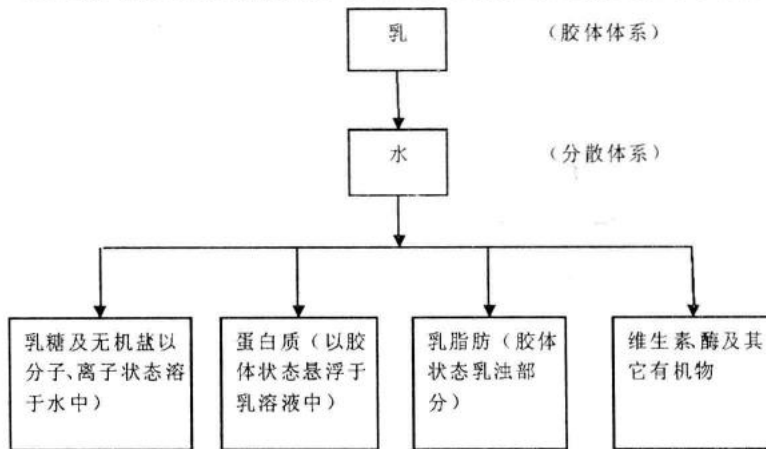 乳 （胶体体系）
水 （分散体系）
乳糖及无机盐以
分子、离子状态溶
于水中）
蛋白质（以胶
体状态悬浮于
乳溶液中）
乳脂肪（胶体
状态乳浊部
分）
维生素、酶及其
它有机物